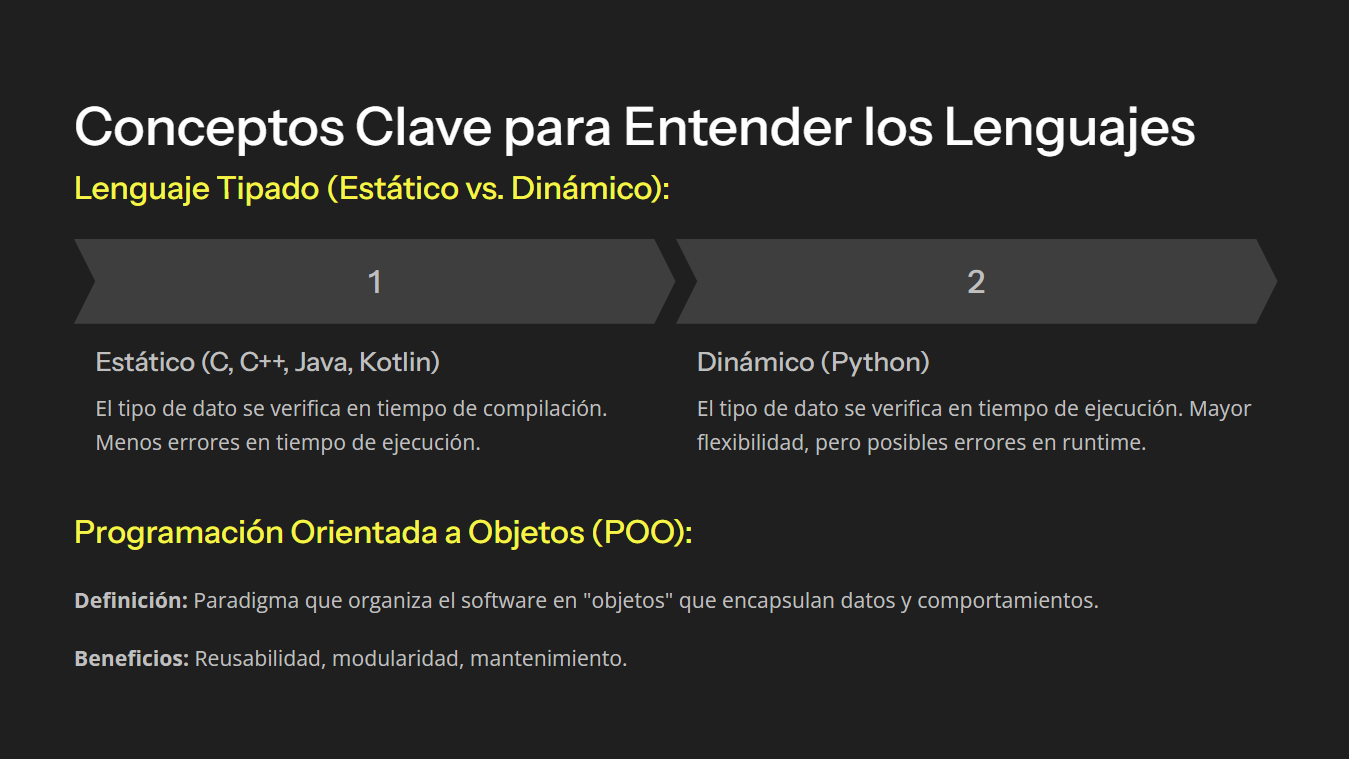 Conceptos Clave para Entender los Lenguajes
Lenguaje Tipado (Estático vs. Dinámico):
1
2
Estático (C, C++, Java, Kotlin)
El tipo de dato se verifica en tiempo de compilación.
Menos errores en tiempo de ejecución.
Dinámico (Python)
El tipo de dato se verifica en tiempo de ejecución. Mayor
flexibilidad, pero posibles errores en runtime.
Programación Orientada a Objetos (POO):
Definición: Paradigma que organiza el software en "objetos" que encapsulan datos y comportamientos.
Beneficios: Reusabilidad, modularidad, mantenimiento.